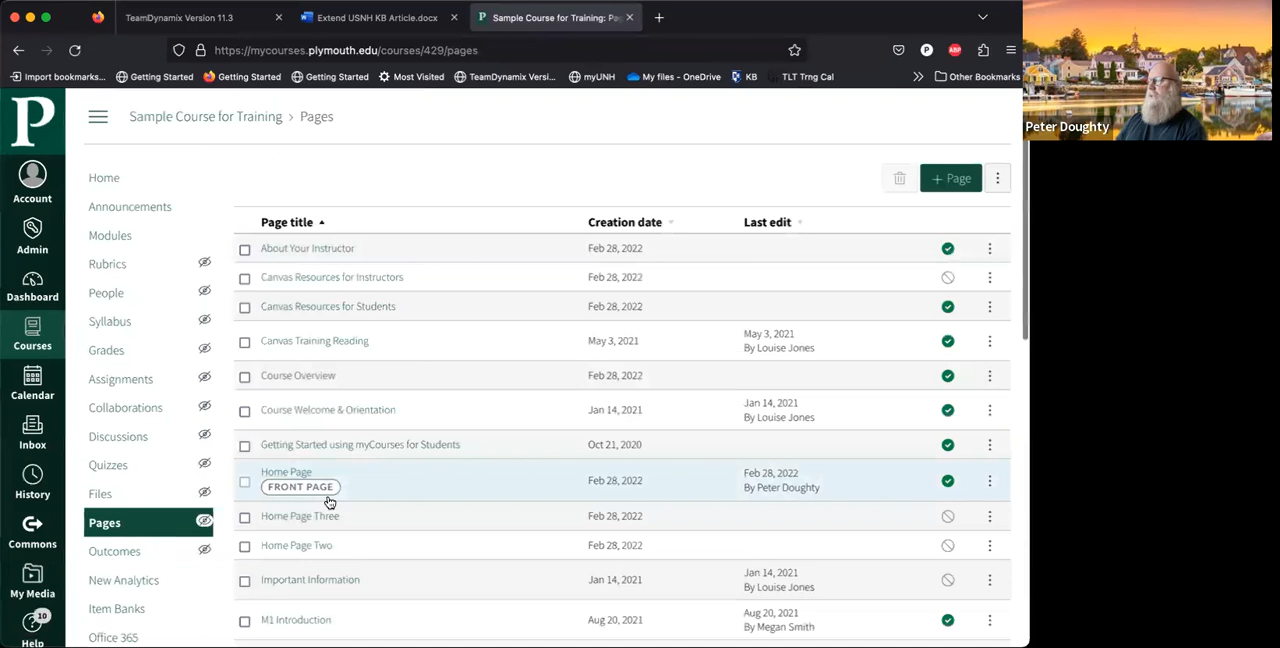 TeamDynamix Version 11.3
Extend USNH KB Article.docx
Sample Course for Training: Pa
https://mycourses.plymouth.edu/courses/429/pages
Import bookmarks...
Getting Started
Getting Started
Getting Started
Most Visited
TeamDynamix Versi...
myUNH
My files - OneDrive
KB
TLT Trng Cal
Other Bookmarks
Peter Doughty
P
Sample Course for Training › Pages
Account
Admin
Dashboard
Courses
Calendar
Inbox
History
Commons
My Media
10
Help
Home
Announcements
Modules
Rubrics
People
Syllabus
Grades
Assignments
Collaborations
Discussions
Quizzes
Files
Pages
Outcomes
New Analytics
Item Banks
Office 365
+ Page
Page title Creation date Last edit
About Your Instructor Feb 28, 2022
Canvas Resources for Instructors Feb 28, 2022
Canvas Resources for Students Feb 28, 2022
Canvas Training Reading May 3, 2021 May 3, 2021
By Louise Jones
Course Overview Feb 28, 2022
Course Welcome & Orientation Jan 14, 2021 Jan 14, 2021
By Louise Jones
Getting Started using myCourses for Students Oct 21, 2020
Home Page Feb 28, 2022 Feb 28, 2022
FRONT PAGE By Peter Doughty
Home Page Three Feb 28, 2022
Home Page Two Feb 28, 2022
Important Information Jan 14, 2021 Jan 14, 2021
By Louise Jones
M1 Introduction Aug 20, 2021 Aug 20, 2021
By Megan Smith